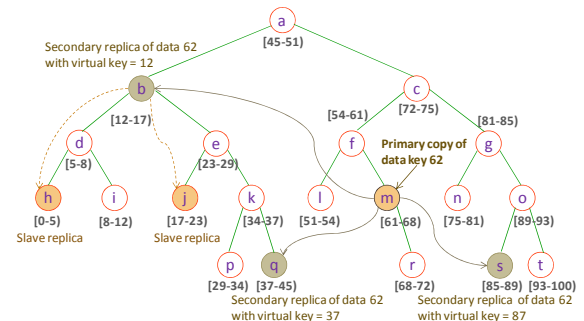 a
[45-51]
Secondary replica of data 62
with virtual key = 12
b
[12-17]
c
[72-75]
[54-61]
[81-85]
d
[5-8]
e
[23-29]
f
Primary copy of
data key 62
g
h
[0-5]
Slave replica
i
[8-12]
j
[17-23]
Slave replica
k
[34-37]
l
[51-54]
m
[61-68]
n
[75-81]
o
[89-93]
p
[29-34]
q
[37-45]
r
[68-72]
s
[85-89]
t
[93-100]
Secondary replica of data 62
with virtual key = 37
Secondary replica of data 62
with virtual key = 87